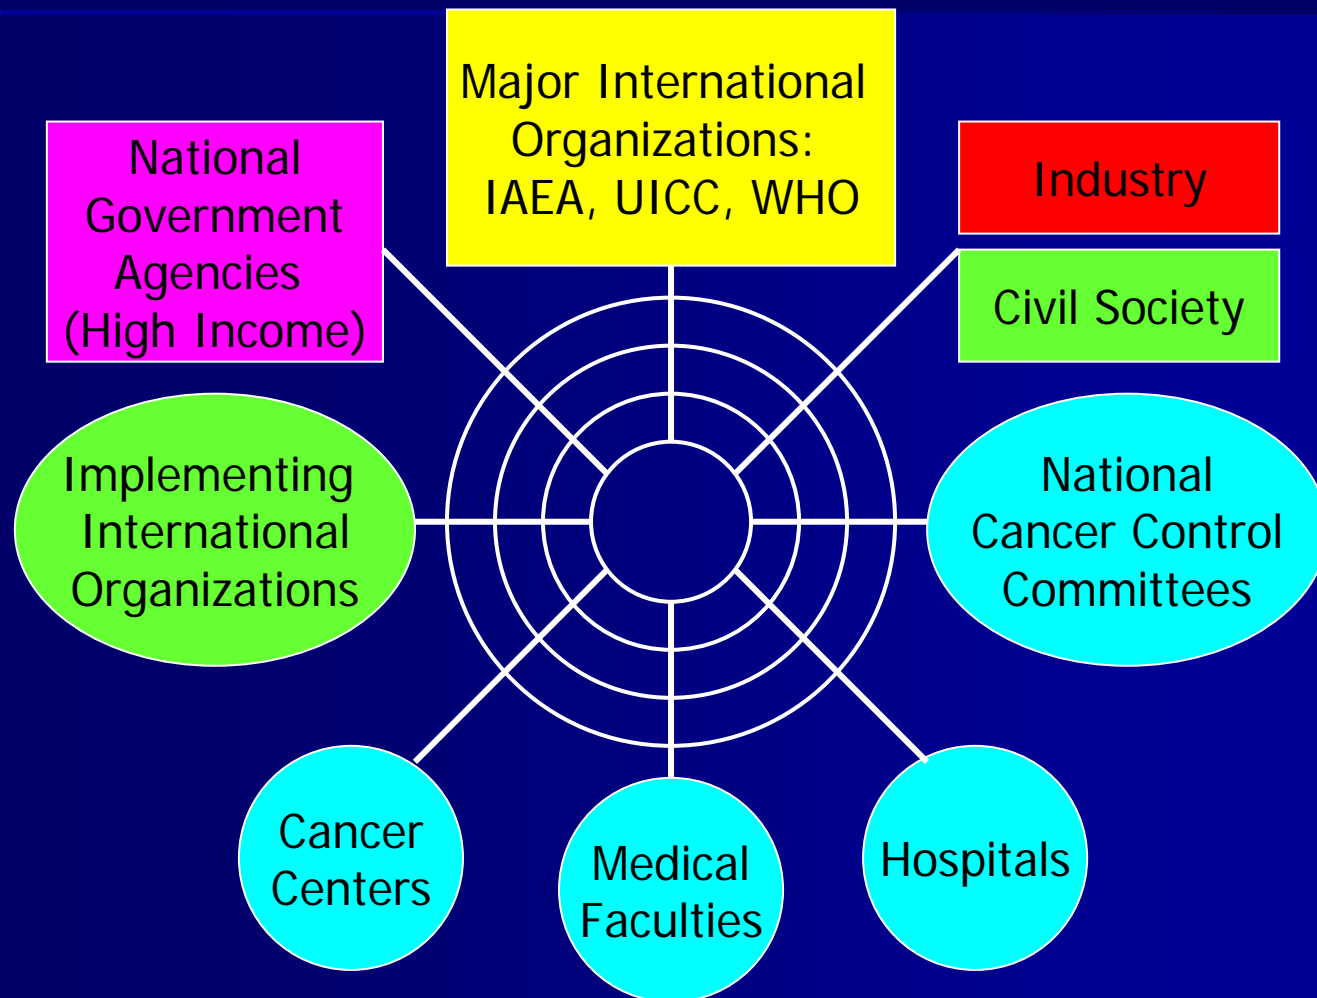 Major International
Organizations:
IAEA, UICC, WHO
National
Government
Agencies
(High Income)
Industry
Civil Society
Implementing
International
Organizations
National
Cancer Control
Committees
Cancer
Centers
Medical
Faculties
Hospitals